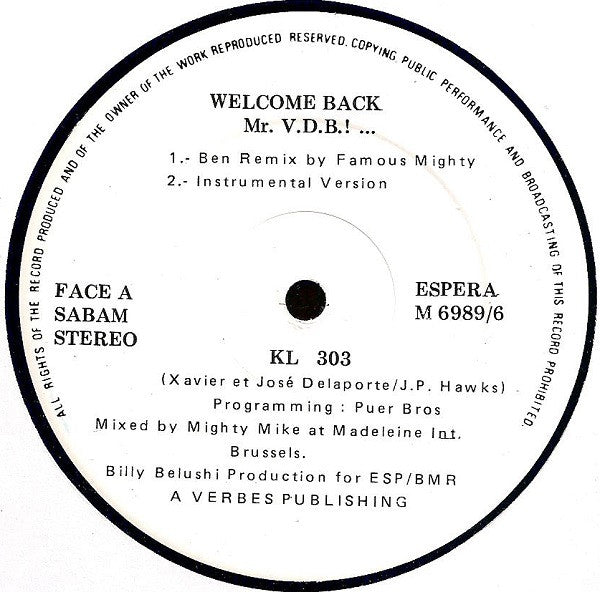 ALL RIGHTS OF THE RECORD PRODUCED AND OF THE OWNER OF THE WORK REPRODUCED RESERVED. COPYING PUBLIC PERFORMANCE AND BROADCASTING OF THIS RECORD PROHIBITED.
WELCOME BACK
Mr. V.D.B.! ...
1.- Ben Remix by Famous Mighty
2.- Instrumental Version
FACE A
SABAM
STEREO
ESPERA
M 6989/6
KL 303
(Xavier et José Delaporte/J.P. Hawks)
Programming : Puer Bros
Mixed by Mighty Mike at Madeleine Int.
Brussels.
Billy Belushi Production for ESP/BMR
A VERBES PUBLISHING